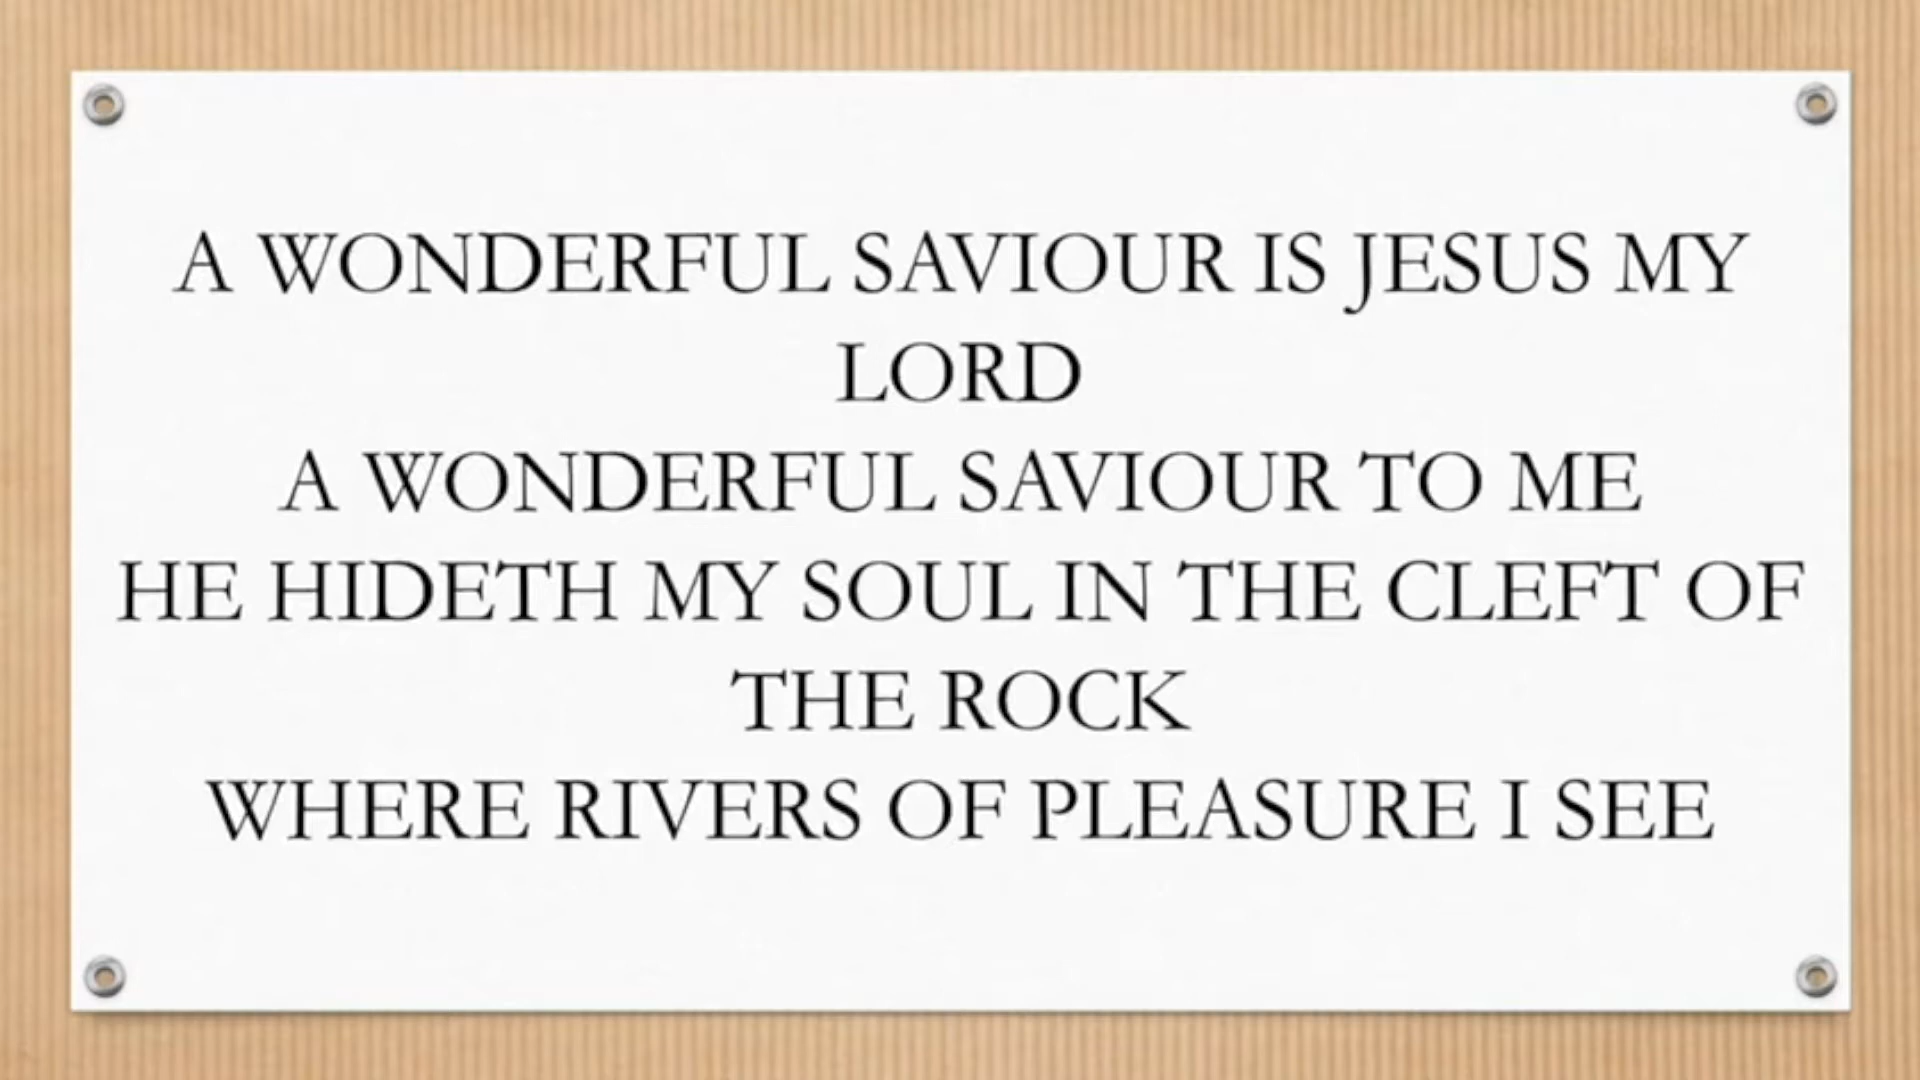 A WONDERFUL SAVIOUR IS JESUS MY
LORD
A WONDERFUL SAVIOUR TO ME
HE HIDETH MY SOUL IN THE CLEFT OF
THE ROCK
WHERE RIVERS OF PLEASURE I SEE